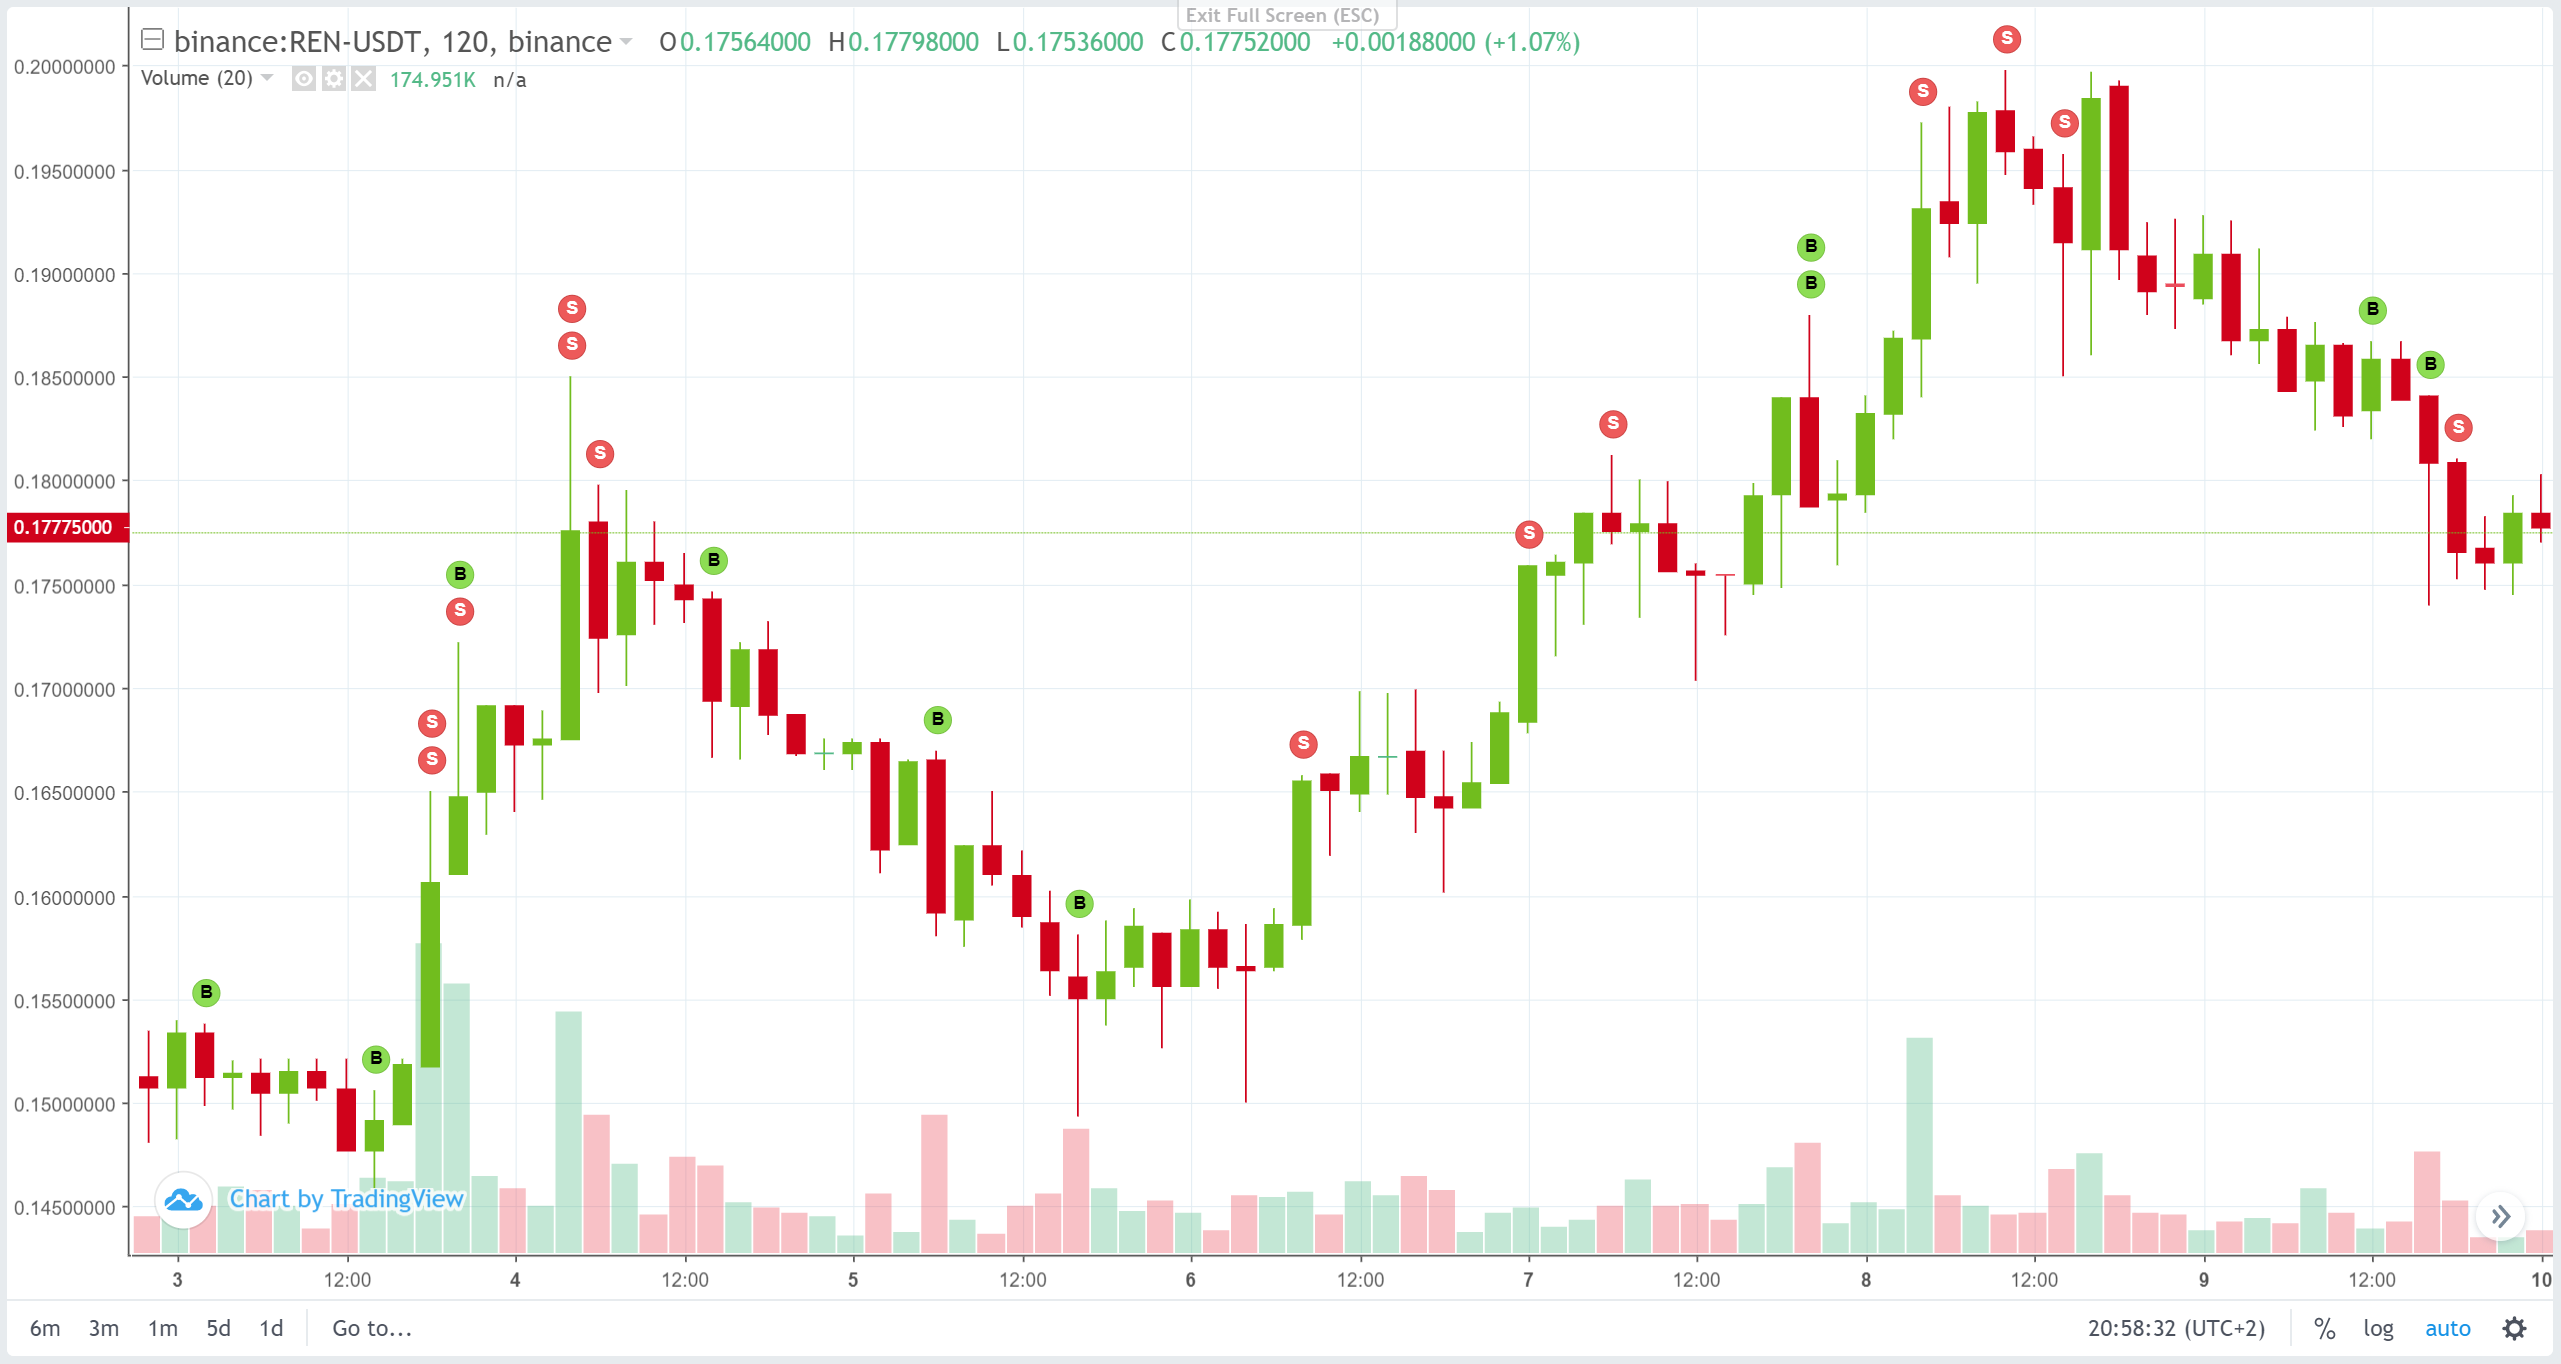 Exit Full Screen (ESC)
binance:REN-USDT, 120, binance O0.17564000 H0.17798000 L0.17536000 C0.17752000 +0.00188000 (+1.07%)
Volume (20) 174.951K n/a
0.20000000
0.19500000
0.19000000
0.18500000
0.18000000
0.17775000
0.17500000
0.17000000
0.16500000
0.16000000
0.15500000
0.15000000
0.14500000
S
S
S
B
B
S
S
B
B
S
S
S
S
B
B
S
S
B
S
S
B
S
B
B
B
Chart by TradingView
3 12:00 4 12:00 5 12:00 6 12:00 7 12:00 8 12:00 9 12:00 10
6m 3m 1m 5d 1d Go to... 20:58:32 (UTC+2) % log auto